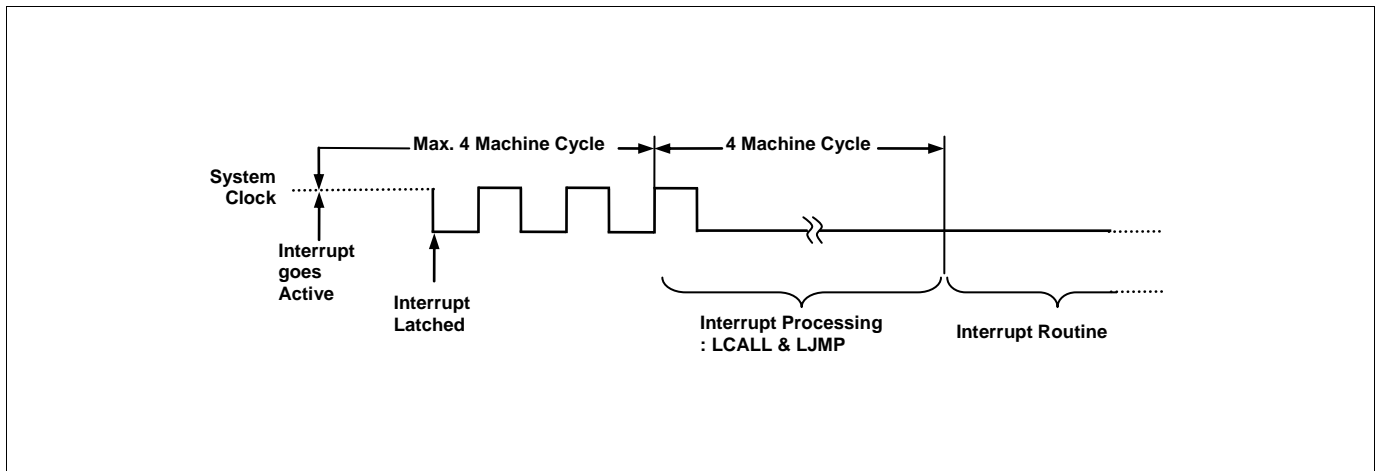 Max. 4 Machine Cycle
4 Machine Cycle
System
Clock
Interrupt
goes
Active
Interrupt
Latched
Interrupt Processing
: LCALL & LJMP
Interrupt Routine